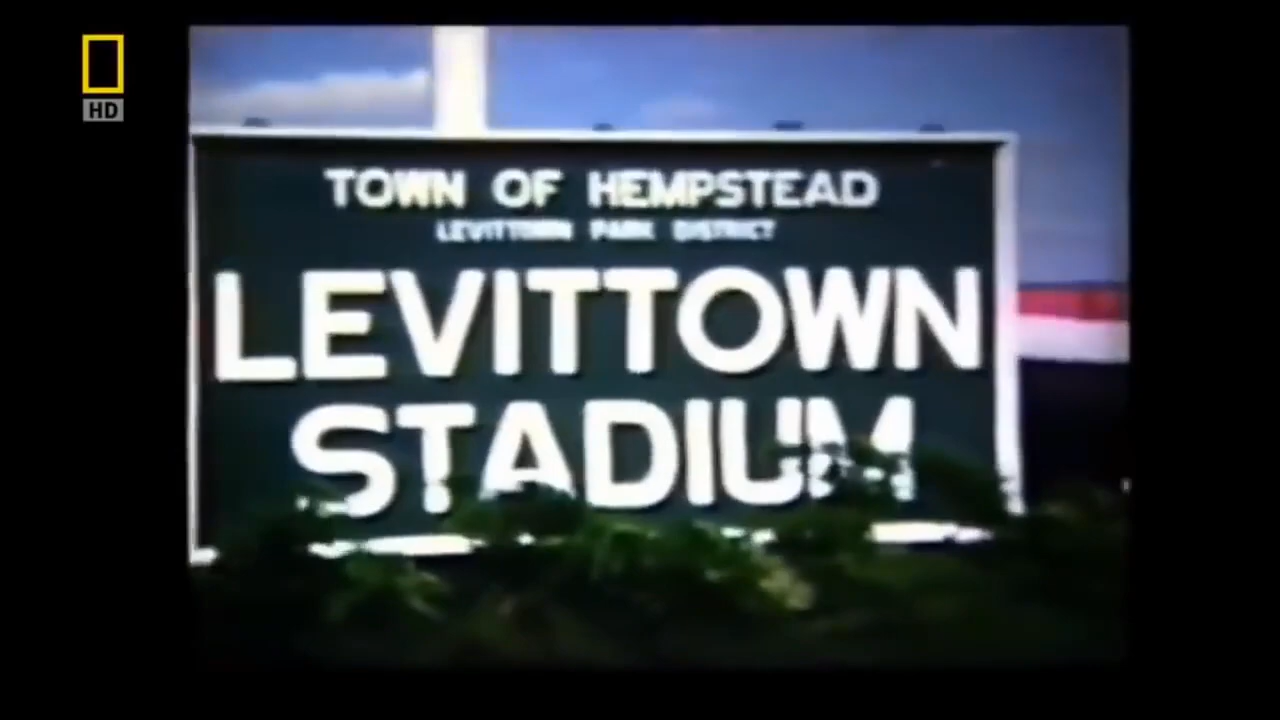 HD
TOWN OF HEMPSTEAD
LEVITTOWN PARK DISTRICT
LEVITTOWN
STADIUM